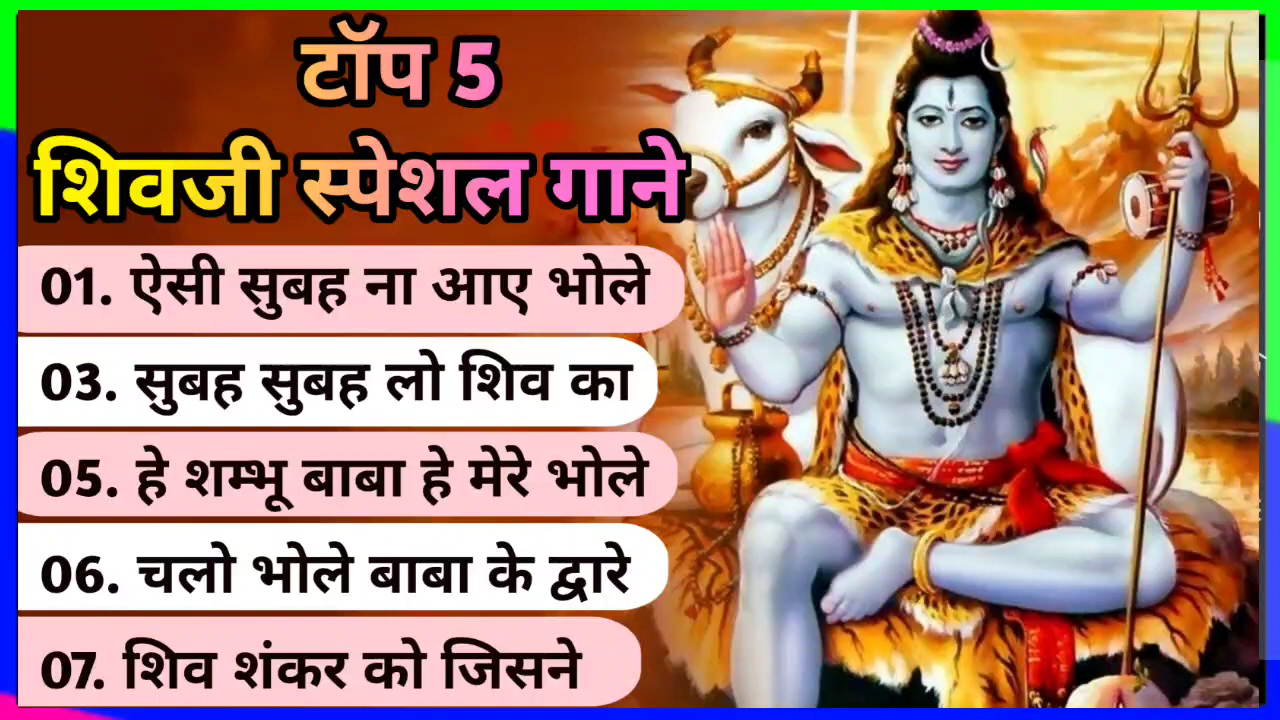 टॉप 5
शिवजी स्पेशल गाने
01. ऐसी सुबह ना आए भोले
03. सुबह सुबह लो शिव का
05. हे शम्भू बाबा हे मेरे भोले
06. चलो भोले बाबा के द्वारे
07. शिव शंकर को जिसने